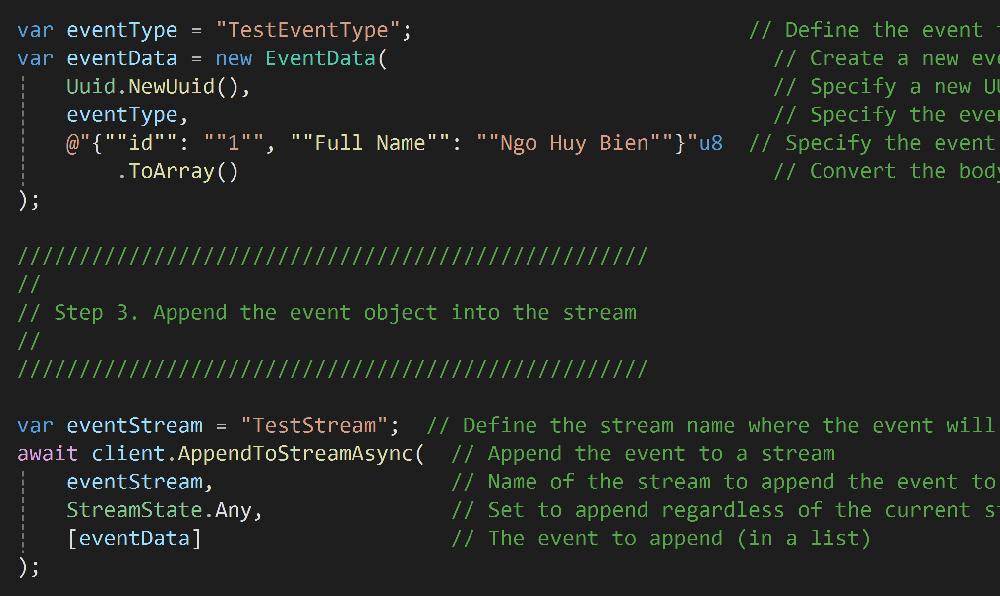 var eventType = "TestEventType"; // Define the event
var eventData = new EventData( // Create a new
Uuid.NewUuid(), // Specify a new
eventType, // Specify the
@"{""id"": ""1"", ""Full Name"": ""Ngo Huy Bien""}"u8 // Specify the event
.ToArray() // Convert the body
);
///////////////////////////////////////////////////
//
// Step 3. Append the event object into the stream
//
///////////////////////////////////////////////////
var eventStream = "TestStream"; // Define the stream name where the event will
await client.AppendToStreamAsync( // Append the event to a stream
eventStream, // Name of the stream to append the event to
StreamState.Any, // Set to append regardless of the current
[eventData] // The event to append (in a list)
);